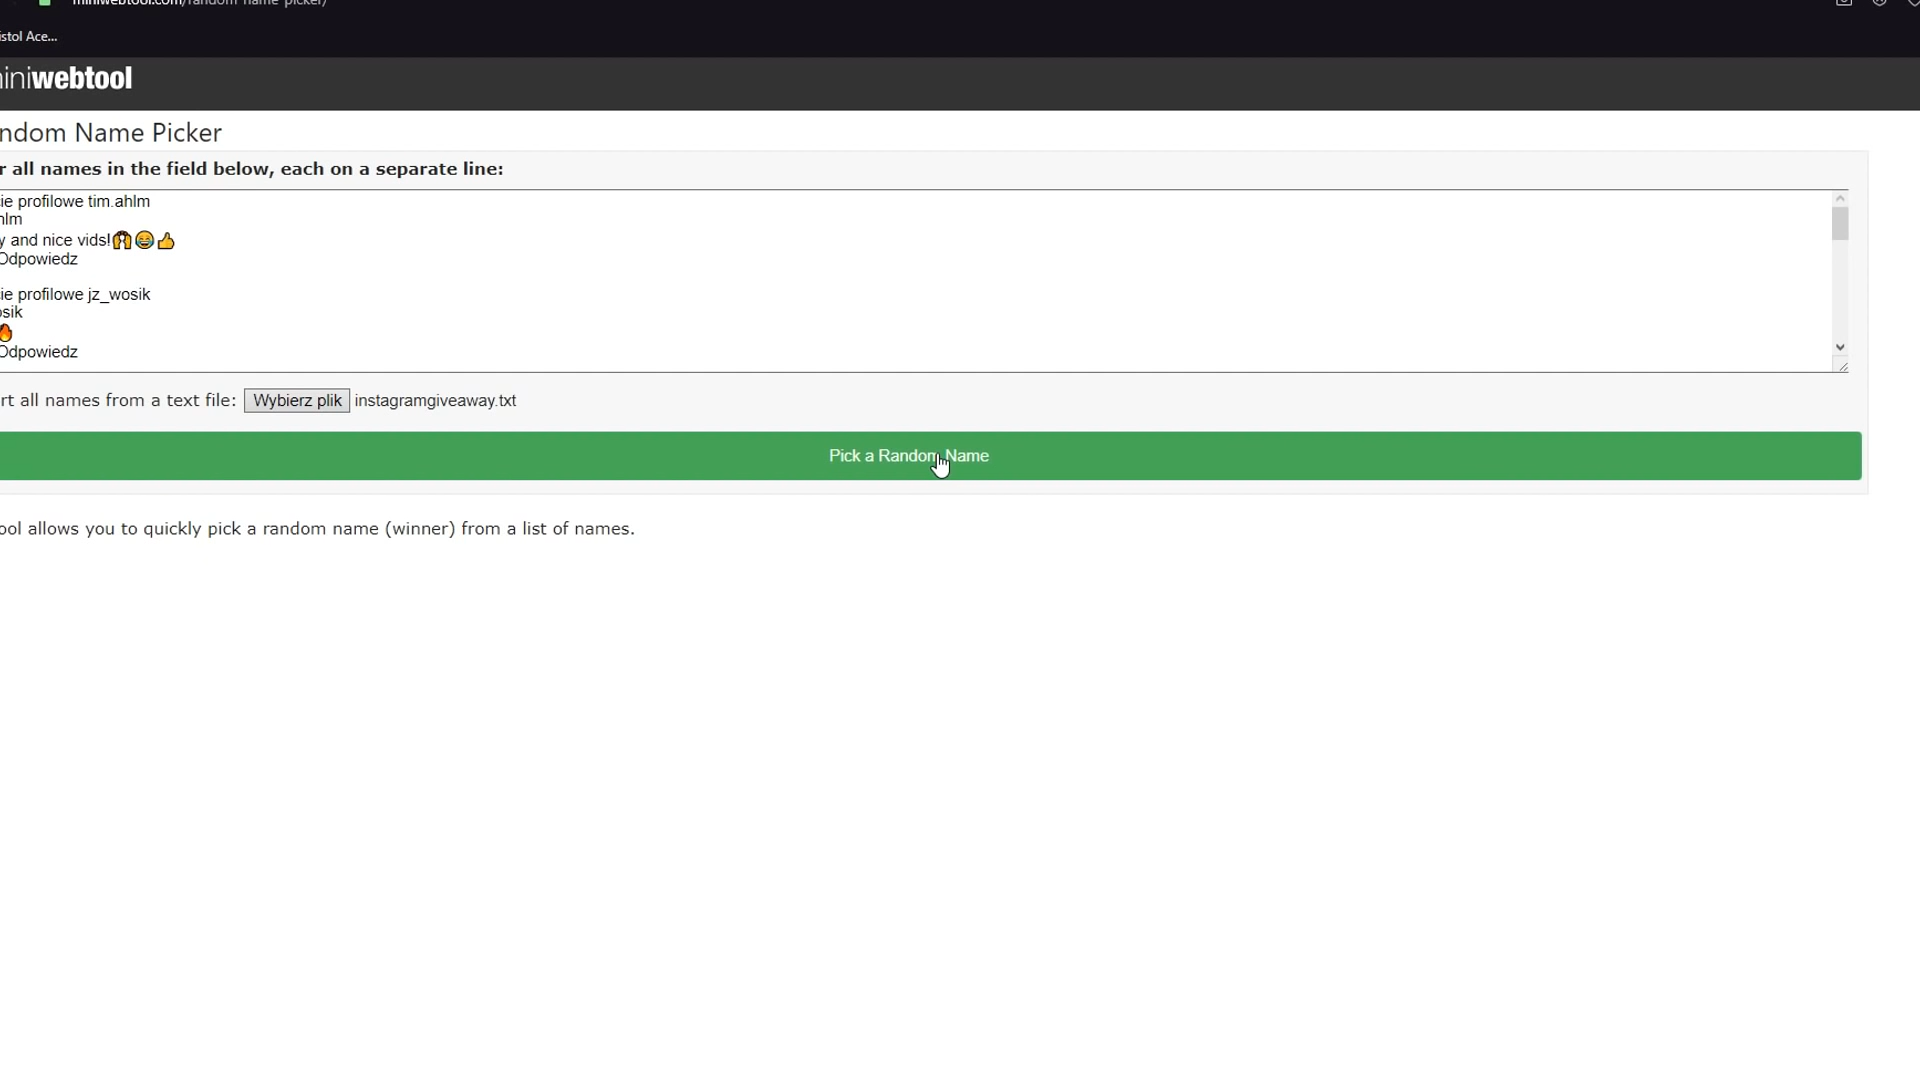 miniwebtool.com/random-name-picker/
istol Ace...
iniwebtool
ndom Name Picker
r all names in the field below, each on a separate line:
ie profilowe tim.ahlm
hlm
y and nice vids!🙌😂👍
Odpowiedz
ie profilowe jz_wosik
osik
🔥
Odpowiedz
rt all names from a text file: Wybierz plik instagramgiveaway.txt
Pick a Random Name
ool allows you to quickly pick a random name (winner) from a list of names.